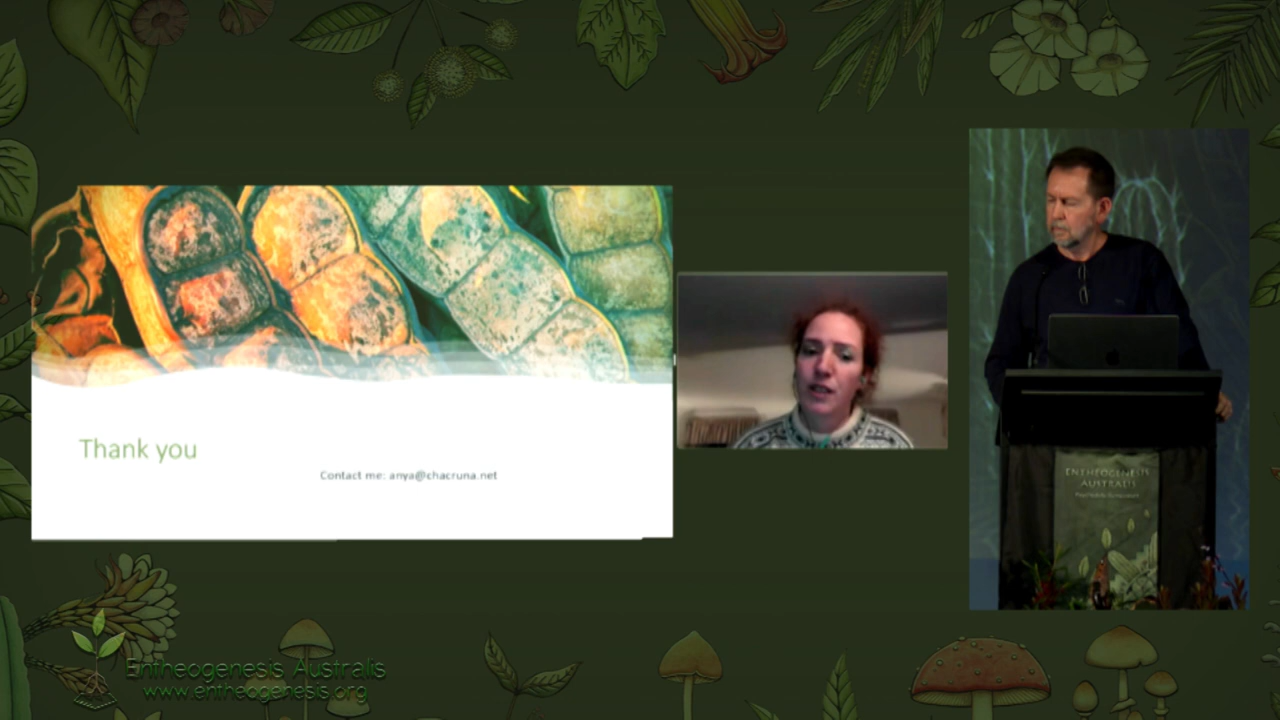 Thank you
Contact me: anya@chacruna.net
ENTHEOGENESIS
AUSTRALIS
Entheogenesis Australis
www.entheogenesis.org